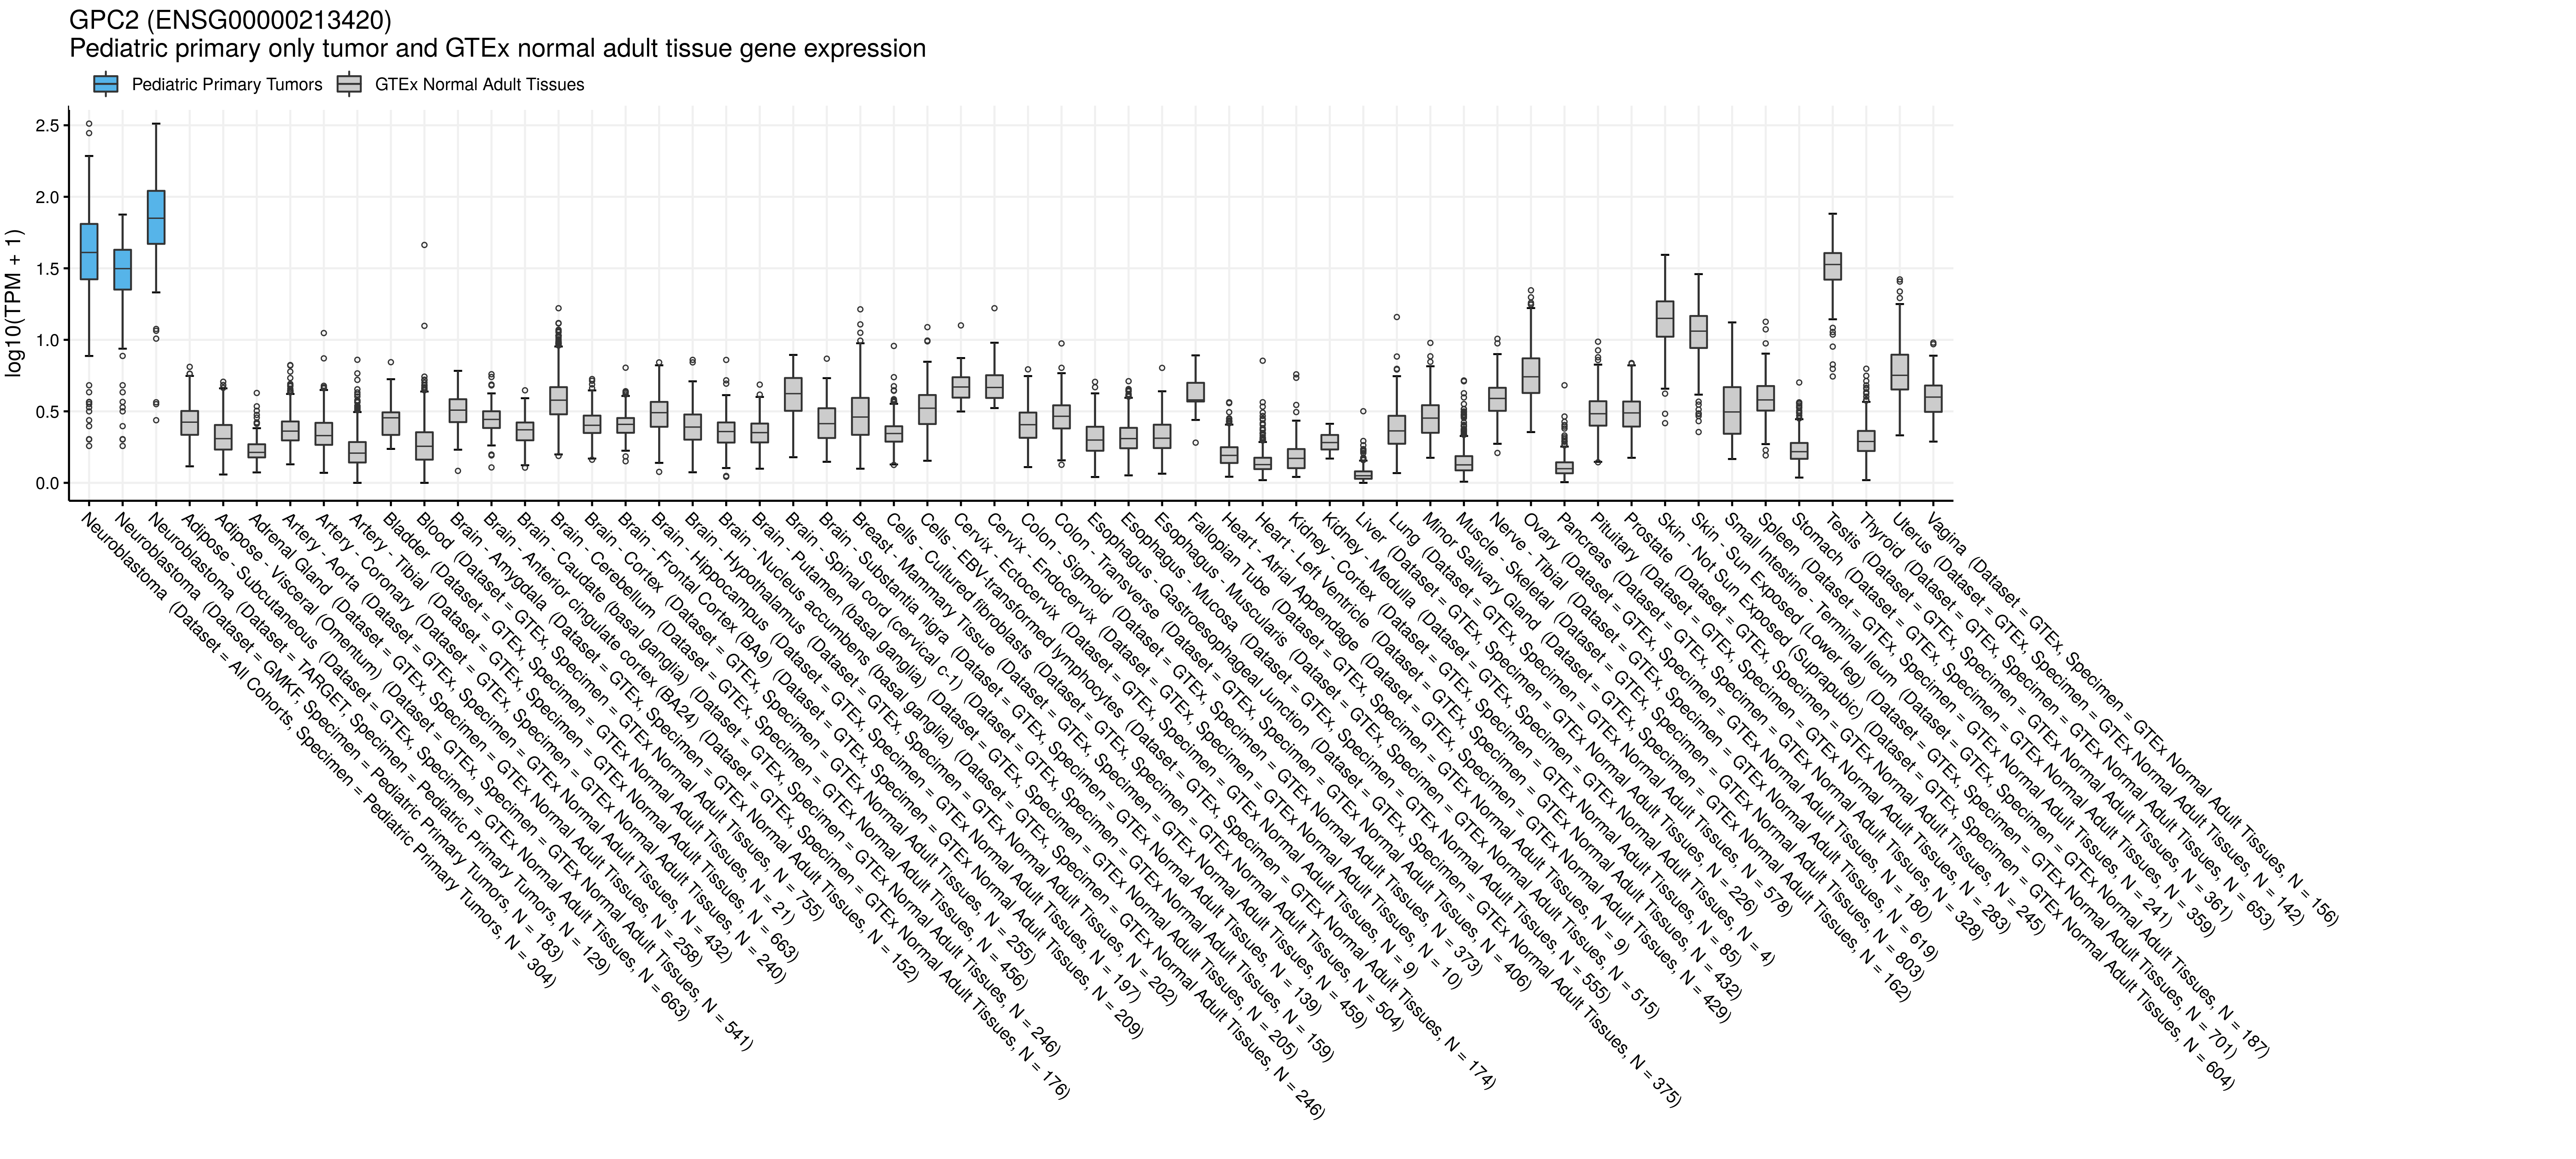 GPC2 (ENSG00000213420)
Pediatric primary only tumor and GTEx normal adult tissue gene expression
Pediatric Primary Tumors
GTEx Normal Adult Tissues
log10(TPM + 1)
2.5
2.0
1.5
1.0
0.5
0.0
Neuroblastoma (Dataset = All Cohorts, Specimen = Pediatric Primary Tumors, N = 304)
Neuroblastoma (Dataset = GMKF, Specimen = Pediatric Primary Tumors, N = 183)
Neuroblastoma (Dataset = TARGET, Specimen = Pediatric Primary Tumors, N = 129)
Adipose - Subcutaneous (Dataset = GTEx, Specimen = GTEx Normal Adult Tissues, N = 663)
Adipose - Visceral (Omentum) (Dataset = GTEx, Specimen = GTEx Normal Adult Tissues, N = 541)
Adrenal Gland (Dataset = GTEx, Specimen = GTEx Normal Adult Tissues, N = 258)
Artery - Aorta (Dataset = GTEx, Specimen = GTEx Normal Adult Tissues, N = 432)
Artery - Coronary (Dataset = GTEx, Specimen = GTEx Normal Adult Tissues, N = 240)
Artery - Tibial (Dataset = GTEx, Specimen = GTEx Normal Adult Tissues, N = 663)
Bladder (Dataset = GTEx, Specimen = GTEx Normal Adult Tissues, N = 21)
Blood (Dataset = GTEx, Specimen = GTEx Normal Adult Tissues, N = 755)
Brain - Amygdala (Dataset = GTEx, Specimen = GTEx Normal Adult Tissues, N = 152)
Brain - Anterior cingulate cortex (BA24) (Dataset = GTEx, Specimen = GTEx Normal Adult Tissues, N = 176)
Brain - Caudate (basal ganglia) (Dataset = GTEx, Specimen = GTEx Normal Adult Tissues, N = 246)
Brain - Cerebellum (Dataset = GTEx, Specimen = GTEx Normal Adult Tissues, N = 456)
Brain - Cortex (Dataset = GTEx, Specimen = GTEx Normal Adult Tissues, N = 255)
Brain - Frontal Cortex (BA9) (Dataset = GTEx, Specimen = GTEx Normal Adult Tissues, N = 209)
Brain - Hippocampus (Dataset = GTEx, Specimen = GTEx Normal Adult Tissues, N = 197)
Brain - Hypothalamus (Dataset = GTEx, Specimen = GTEx Normal Adult Tissues, N = 202)
Brain - Nucleus accumbens (basal ganglia) (Dataset = GTEx, Specimen = GTEx Normal Adult Tissues, N = 246)
Brain - Putamen (basal ganglia) (Dataset = GTEx, Specimen = GTEx Normal Adult Tissues, N = 205)
Brain - Spinal cord (cervical c-1) (Dataset = GTEx, Specimen = GTEx Normal Adult Tissues, N = 159)
Brain - Substantia nigra (Dataset = GTEx, Specimen = GTEx Normal Adult Tissues, N = 139)
Breast - Mammary Tissue (Dataset = GTEx, Specimen = GTEx Normal Adult Tissues, N = 459)
Cells - Cultured fibroblasts (Dataset = GTEx, Specimen = GTEx Normal Adult Tissues, N = 504)
Cells - EBV-transformed lymphocytes (Dataset = GTEx, Specimen = GTEx Normal Adult Tissues, N = 174)
Cervix - Ectocervix (Dataset = GTEx, Specimen = GTEx Normal Adult Tissues, N = 9)
Cervix - Endocervix (Dataset = GTEx, Specimen = GTEx Normal Adult Tissues, N = 10)
Colon - Sigmoid (Dataset = GTEx, Specimen = GTEx Normal Adult Tissues, N = 373)
Colon - Transverse (Dataset = GTEx, Specimen = GTEx Normal Adult Tissues, N = 406)
Esophagus - Gastroesophageal Junction (Dataset = GTEx, Specimen = GTEx Normal Adult Tissues, N = 375)
Esophagus - Mucosa (Dataset = GTEx, Specimen = GTEx Normal Adult Tissues, N = 555)
Esophagus - Muscularis (Dataset = GTEx, Specimen = GTEx Normal Adult Tissues, N = 515)
Fallopian Tube (Dataset = GTEx, Specimen = GTEx Normal Adult Tissues, N = 9)
Heart - Atrial Appendage (Dataset = GTEx, Specimen = GTEx Normal Adult Tissues, N = 429)
Heart - Left Ventricle (Dataset = GTEx, Specimen = GTEx Normal Adult Tissues, N = 432)
Kidney - Cortex (Dataset = GTEx, Specimen = GTEx Normal Adult Tissues, N = 85)
Kidney - Medulla (Dataset = GTEx, Specimen = GTEx Normal Adult Tissues, N = 4)
Liver (Dataset = GTEx, Specimen = GTEx Normal Adult Tissues, N = 226)
Lung (Dataset = GTEx, Specimen = GTEx Normal Adult Tissues, N = 578)
Minor Salivary Gland (Dataset = GTEx, Specimen = GTEx Normal Adult Tissues, N = 162)
Muscle - Skeletal (Dataset = GTEx, Specimen = GTEx Normal Adult Tissues, N = 803)
Nerve - Tibial (Dataset = GTEx, Specimen = GTEx Normal Adult Tissues, N = 619)
Ovary (Dataset = GTEx, Specimen = GTEx Normal Adult Tissues, N = 180)
Pancreas (Dataset = GTEx, Specimen = GTEx Normal Adult Tissues, N = 328)
Pituitary (Dataset = GTEx, Specimen = GTEx Normal Adult Tissues, N = 283)
Prostate (Dataset = GTEx, Specimen = GTEx Normal Adult Tissues, N = 245)
Skin - Not Sun Exposed (Suprapubic) (Dataset = GTEx, Specimen = GTEx Normal Adult Tissues, N = 604)
Skin - Sun Exposed (Lower leg) (Dataset = GTEx, Specimen = GTEx Normal Adult Tissues, N = 701)
Small Intestine - Terminal Ileum (Dataset = GTEx, Specimen = GTEx Normal Adult Tissues, N = 187)
Spleen (Dataset = GTEx, Specimen = GTEx Normal Adult Tissues, N = 241)
Stomach (Dataset = GTEx, Specimen = GTEx Normal Adult Tissues, N = 359)
Testis (Dataset = GTEx, Specimen = GTEx Normal Adult Tissues, N = 361)
Thyroid (Dataset = GTEx, Specimen = GTEx Normal Adult Tissues, N = 653)
Uterus (Dataset = GTEx, Specimen = GTEx Normal Adult Tissues, N = 142)
Vagina (Dataset = GTEx, Specimen = GTEx Normal Adult Tissues, N = 156)